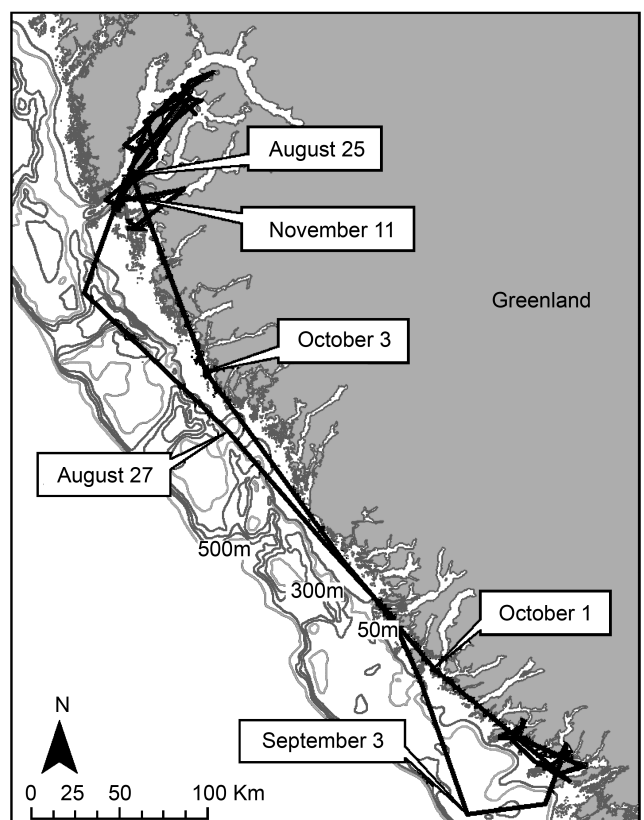 August 25
November 11
Greenland
October 3
August 27
500m
300m
50m
October 1
September 3
N
0 25 50 100 Km